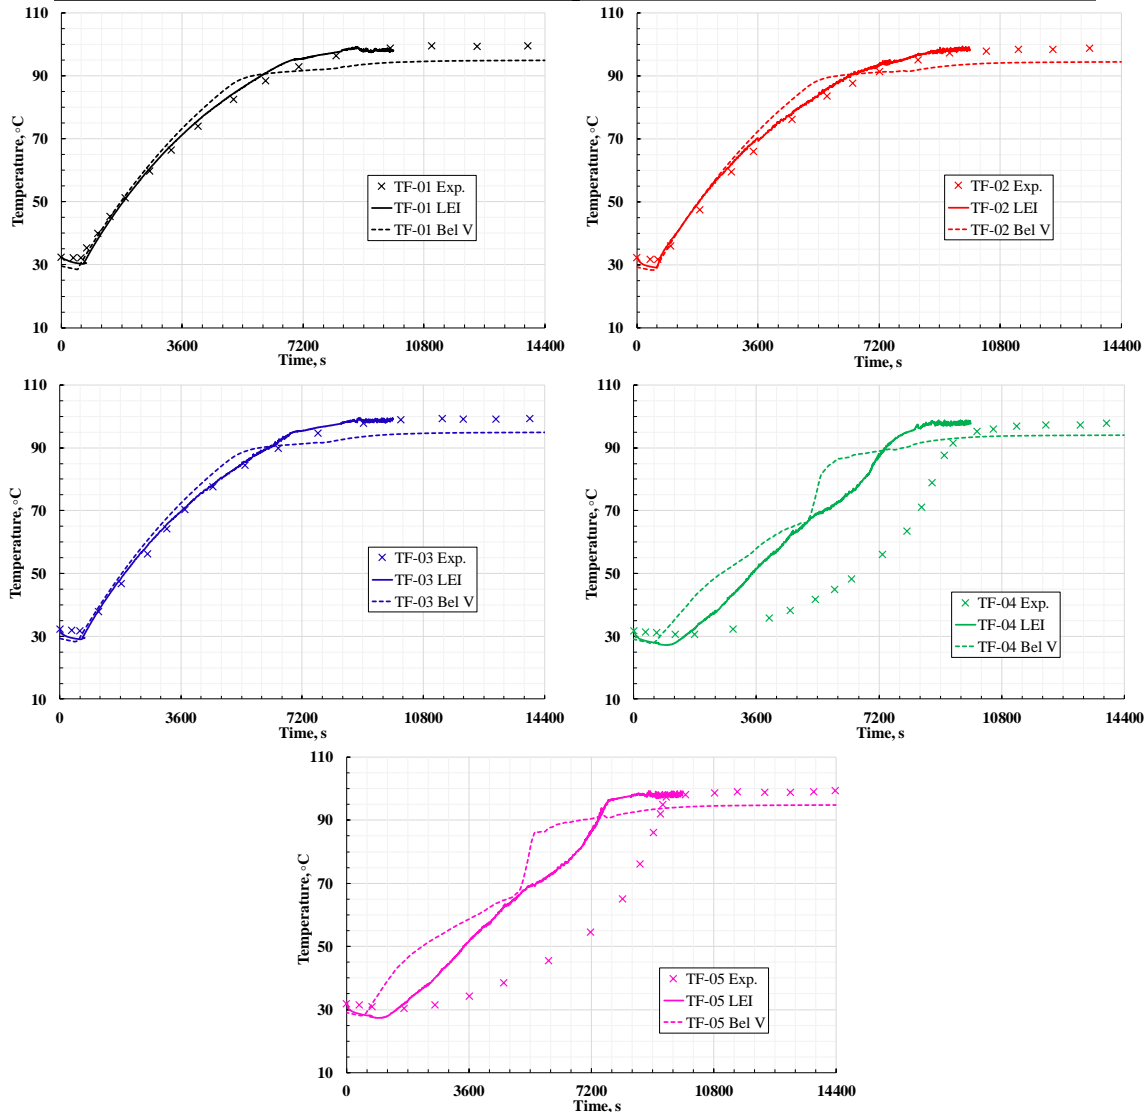 110
90
70
50
30
10
Temperature, °C
0
3600
7200
10800
14400
Time, s
TF-01 Exp.
TF-01 LEI
TF-01 Bel V
110
90
70
50
30
10
Temperature, °C
0
3600
7200
10800
14400
Time, s
TF-02 Exp.
TF-02 LEI
TF-02 Bel V
110
90
70
50
30
10
Temperature, °C
0
3600
7200
10800
14400
Time, s
TF-03 Exp.
TF-03 LEI
TF-03 Bel V
110
90
70
50
30
10
Temperature, °C
0
3600
7200
10800
14400
Time, s
TF-04 Exp.
TF-04 LEI
TF-04 Bel V
110
90
70
50
30
10
Temperature, °C
0
3600
7200
10800
14400
Time, s
TF-05 Exp.
TF-05 LEI
TF-05 Bel V